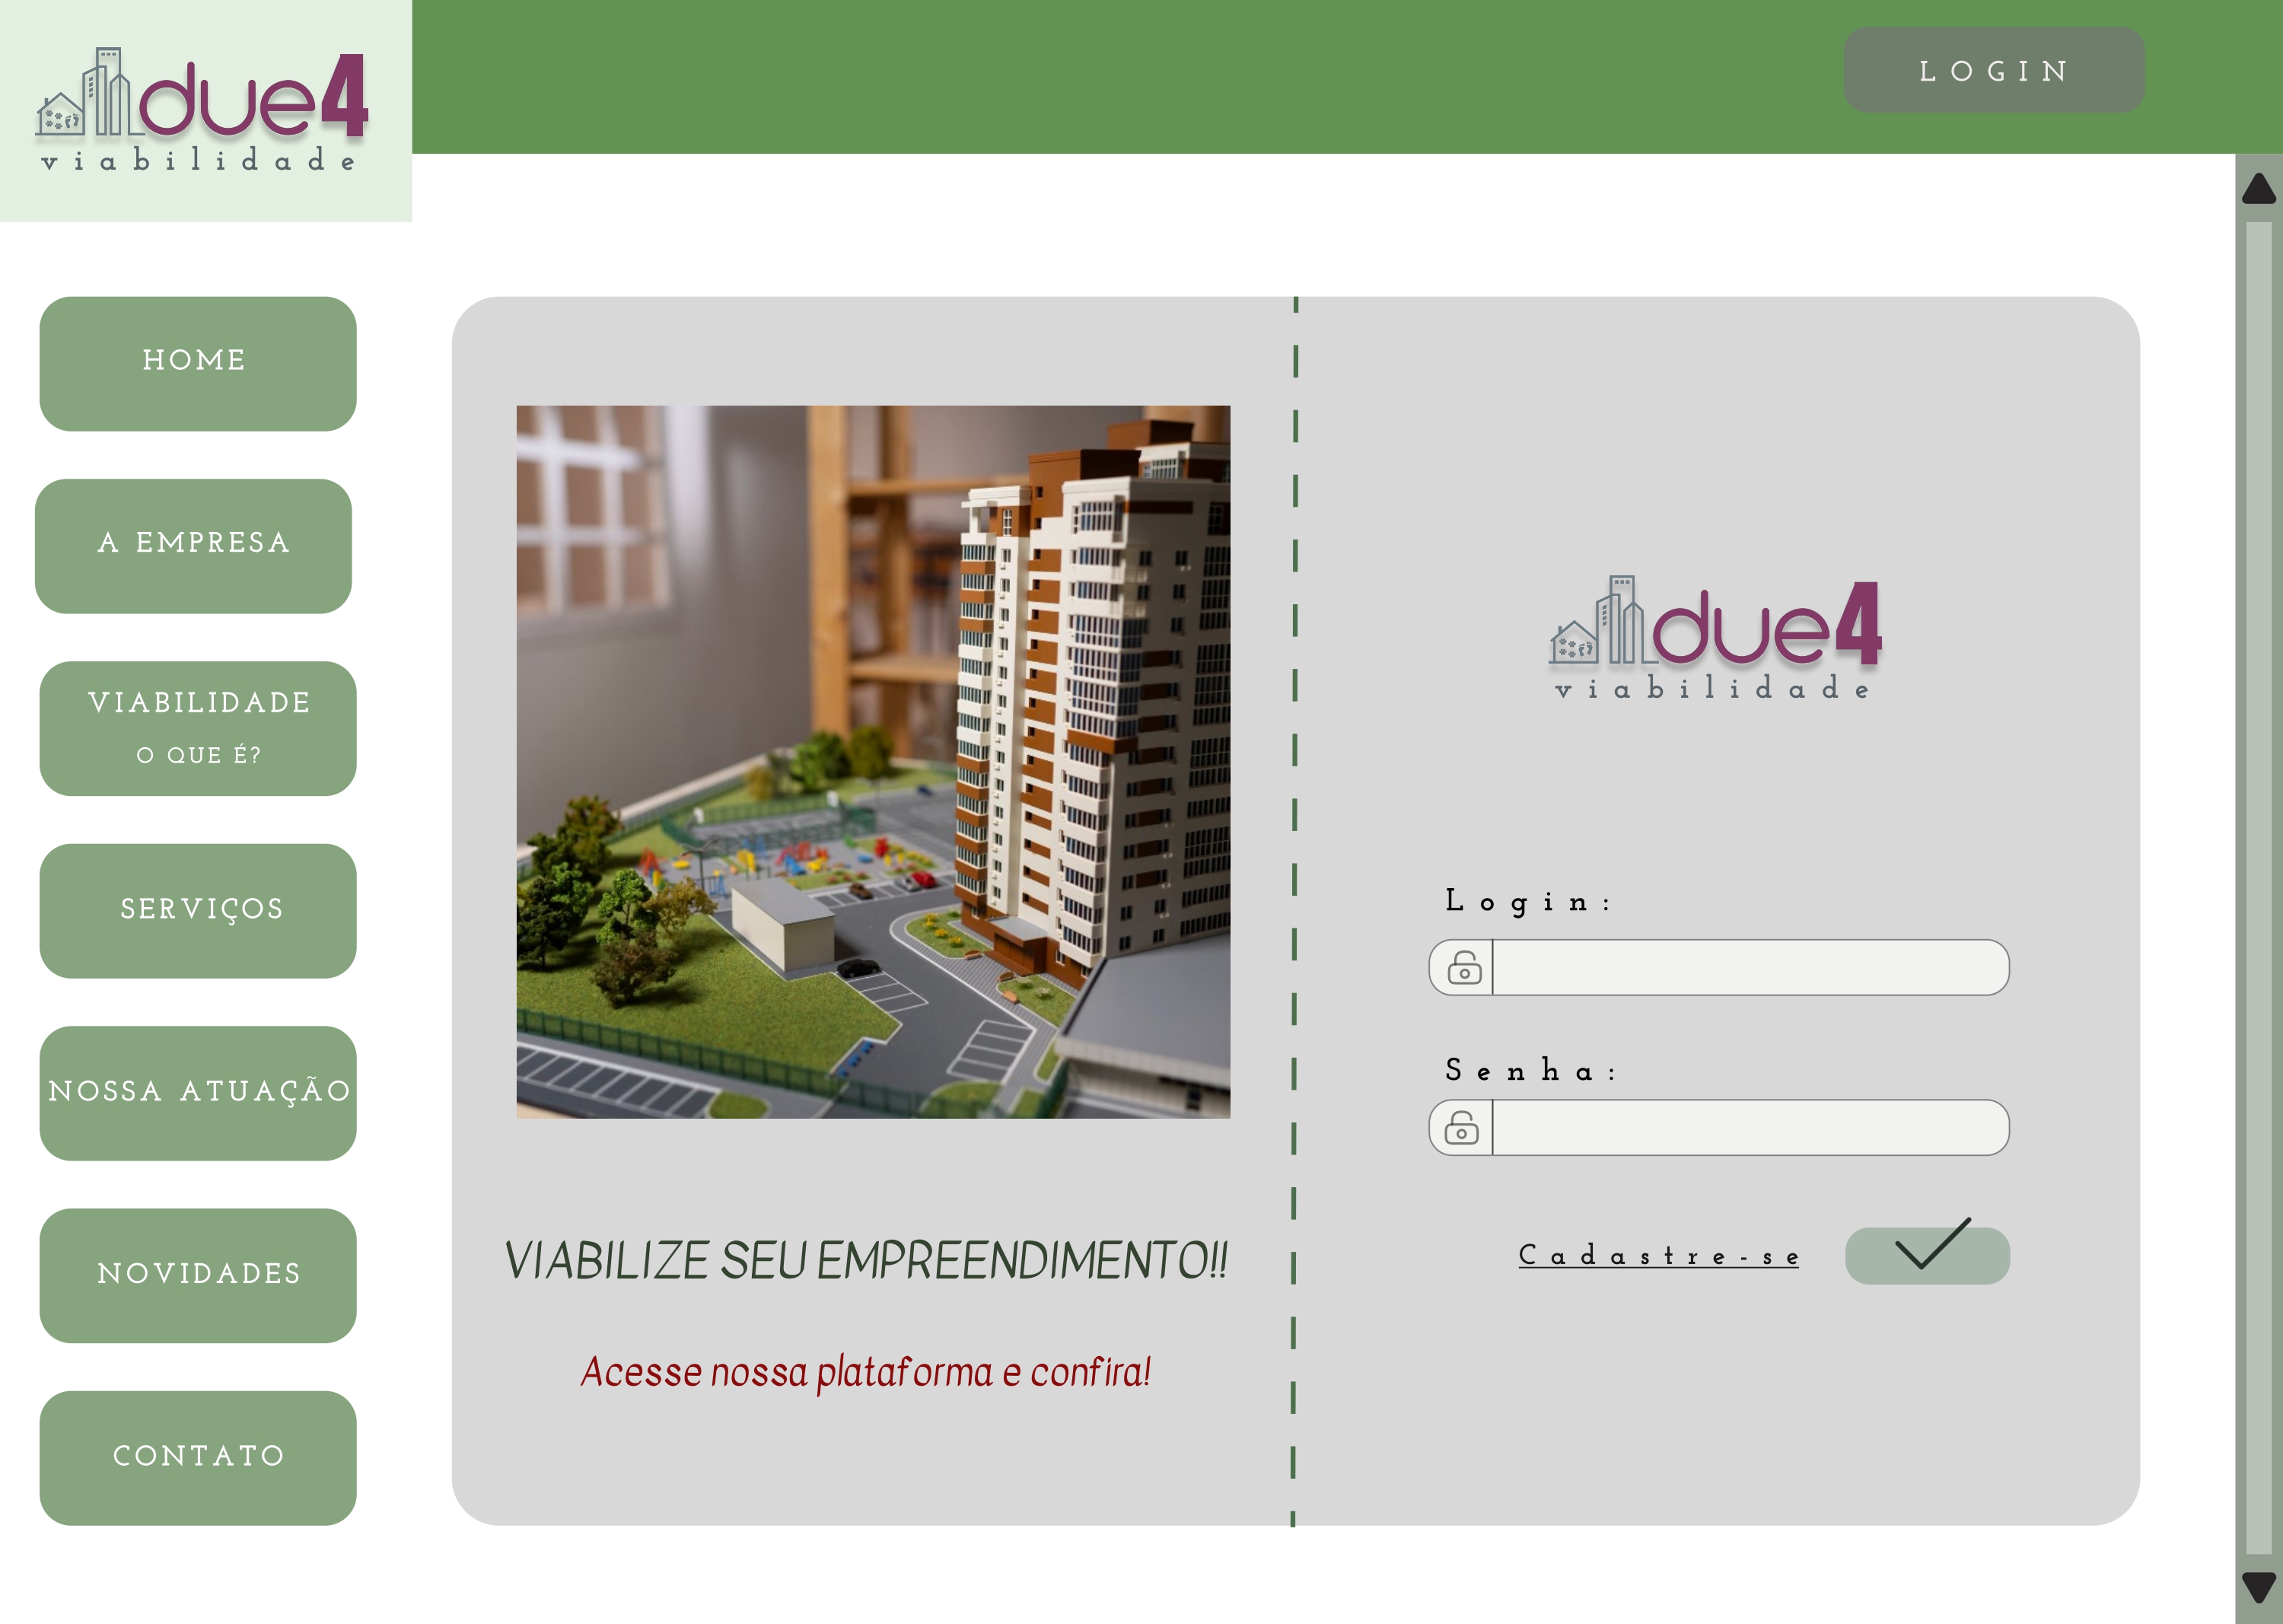 due4
viabilidade
LOGIN
HOME
A EMPRESA
VIABILIDADE
O QUE É?
SERVIÇOS
NOSSA ATUAÇÃO
NOVIDADES
CONTATO
VIABILIZE SEU EMPREENDIMENTO!!
Acesse nossa plataforma e confira!
due4
viabilidade
Login:
Senha:
Cadastre-se